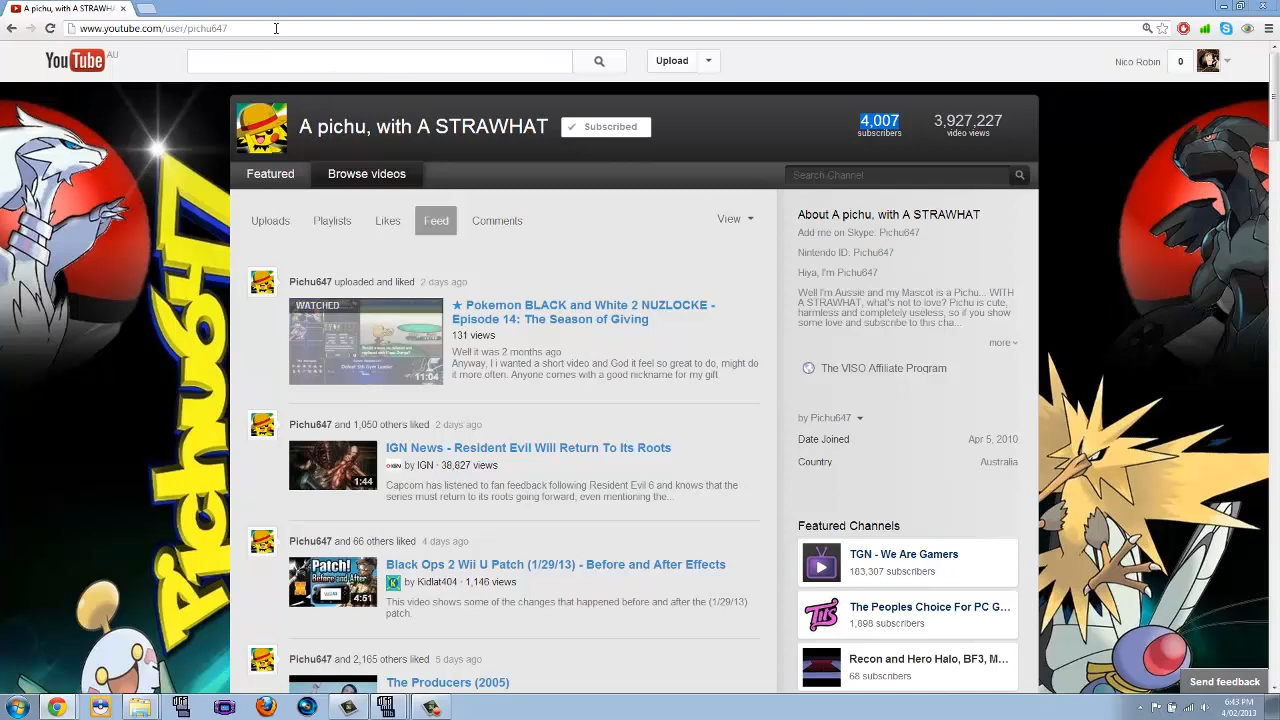 A pichu, with A STRAWHA
www.youtube.com/user/pichu647
YouTube AU
Upload
Nico Robin
0
A pichu, with A STRAWHAT
Subscribed
4,007
subscribers
3,927,227
video views
Featured
Browse videos
Search Channel
Uploads
Playlists
Likes
Feed
Comments
View
Pichu647 uploaded and liked 2 days ago
WATCHED
11:04
★ Pokemon BLACK and White 2 NUZLOCKE -
Episode 14: The Season of Giving
131 views
Well it was 2 months ago
Anyway, I i wanted a short video and God it feel so great to do, might do
it more often. Anyone comes with a good nickname for my gift
Pichu647 and 1,050 others liked 2 days ago
1:44
IGN News - Resident Evil Will Return To Its Roots
by IGN · 38,827 views
Capcom has listened to fan feedback following Resident Evil 6 and knows that the
series must return to its roots going forward, even mentioning the...
Pichu647 and 66 others liked 4 days ago
Patch!
Before and After
4:51
Black Ops 2 Wii U Patch (1/29/13) - Before and After Effects
by Kidlat404 · 1,146 views
This video shows some of the changes that happened before and after the (1/29/13)
patch.
Pichu647 and 2,165 others liked 5 days ago
The Producers (2005)
About A pichu, with A STRAWHAT
Add me on Skype: Pichu647
Nintendo ID: Pichu647
Hiya, I'm Pichu647
Well I'm Aussie and my Mascot is a Pichu... WITH
A STRAWHAT, what's not to love? Pichu is cute,
harmless and completely useless, so if you show
some love and subscribe to this cha...
more
The VISO Affiliate Program
by Pichu647
Date Joined
Apr 5, 2010
Country
Australia
Featured Channels
TGN - We Are Gamers
183,307 subscribers
The Peoples Choice For PC G...
1,898 subscribers
Recon and Hero Halo, BF3, M...
68 subscribers
Pichu647
Send feedback
6:43 PM
4/02/2013